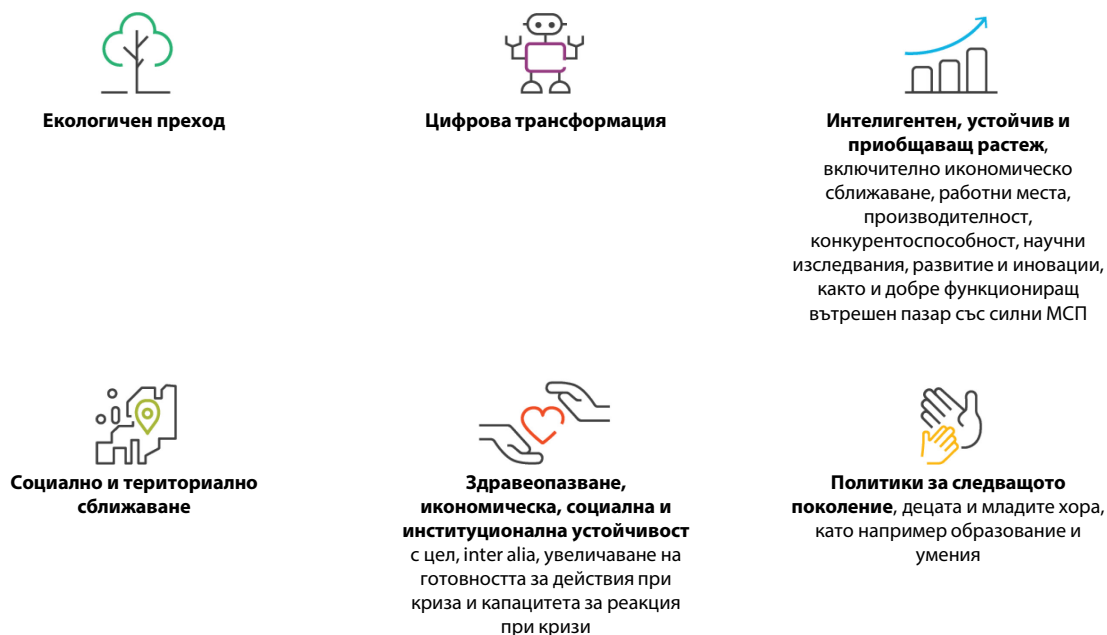 Екологичен преход
Цифрова трансформация
Интелигентен, устойчив и
приобщаващ растеж,
включително икономическо
сближаване, работни места,
производителност,
конкурентоспособност, научни
изследвания, развитие и иновации,
както и добре функциониращ
вътрешен пазар със силни МСП
Социално и териториално
сближаване
Здравеопазване,
икономическа, социална и
институционална устойчивост
с цел, inter alia, увеличаване на
готовността за действия при
криза и капацитета за реакция
при кризи
Политики за следващото
поколение, децата и младите хора,
като например образование и
умения